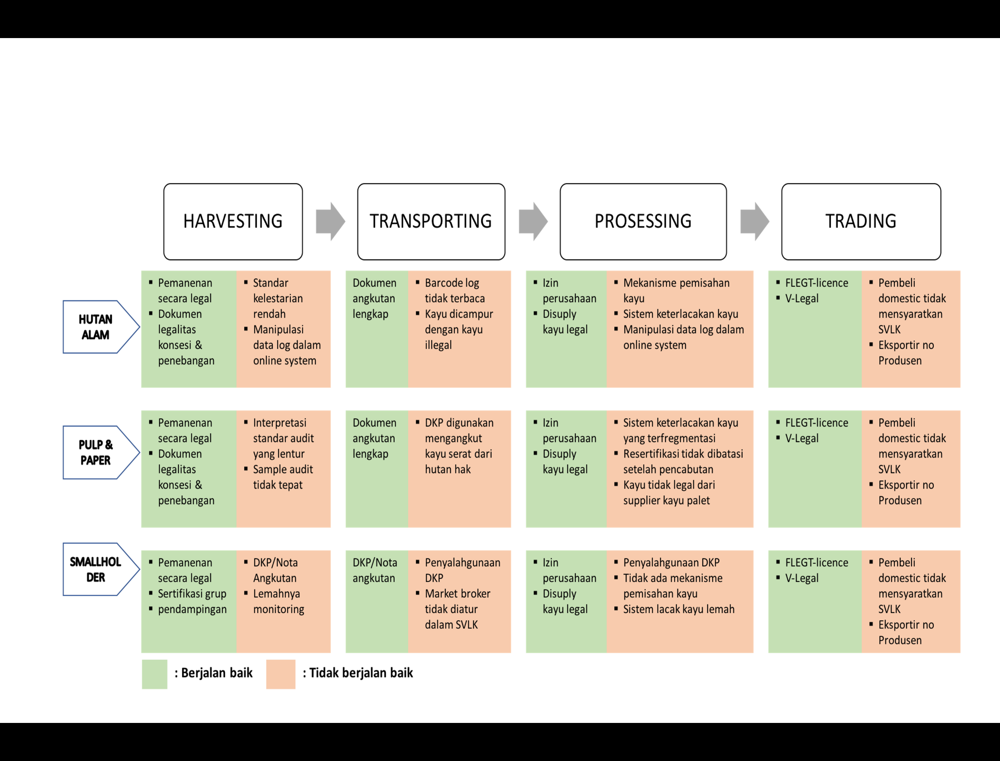 HARVESTING
TRANSPORTING
PROSESSING
TRADING
HUTAN
ALAM
▪ Pemanenan
secara legal
▪ Dokumen
legalitas
konsesi &
penebangan
▪ Standar
kelestarian
rendah
▪ Manipulasi
data log dalam
online system
Dokumen
angkutan
lengkap
▪ Barcode log
tidak terbaca
▪ Kayu dicampur
dengan kayu
illegal
▪ Izin
perusahaan
▪ Disuply
kayu legal
▪ Mekanisme pemisahan
kayu
▪ Sistem keterlacakan kayu
▪ Manipulasi data log dalam
online system
▪ FLEGT-licence
▪ V-Legal
▪ Pembeli
domestic tidak
mensyaratkan
SVLK
▪ Eksportir no
Produsen
PULP &
PAPER
▪ Pemanenan
secara legal
▪ Dokumen
legalitas
konsesi &
penebangan
▪ Interpretasi
standar audit
yang lentur
▪ Sample audit
tidak tepat
Dokumen
angkutan
lengkap
▪ DKP digunakan
mengangkut
kayu serat dari
hutan hak
▪ Izin
perusahaan
▪ Disuply
kayu legal
▪ Sistem keterlacakan kayu
yang terfregmentasi
▪ Resertifikasi tidak dibatasi
setelah pencabutan
▪ Kayu tidak legal dari
supplier kayu palet
▪ FLEGT-licence
▪ V-Legal
▪ Pembeli
domestic tidak
mensyaratkan
SVLK
▪ Eksportir no
Produsen
SMALLHOL
DER
▪ Pemanenan
secara legal
▪ Sertifikasi grup
▪ pendampingan
▪ DKP/Nota
Angkutan
▪ Lemahnya
monitoring
DKP/Nota
angkutan
▪ Penyalahgunaan
DKP
▪ Market broker
tidak diatur
dalam SVLK
▪ Izin
perusahaan
▪ Disuply
kayu legal
▪ Penyalahgunaan DKP
▪ Tidak ada mekanisme
pemisahan kayu
▪ Sistem lacak kayu lemah
▪ FLEGT-licence
▪ V-Legal
▪ Pembeli
domestic tidak
mensyaratkan
SVLK
▪ Eksportir no
Produsen
: Berjalan baik
: Tidak berjalan baik